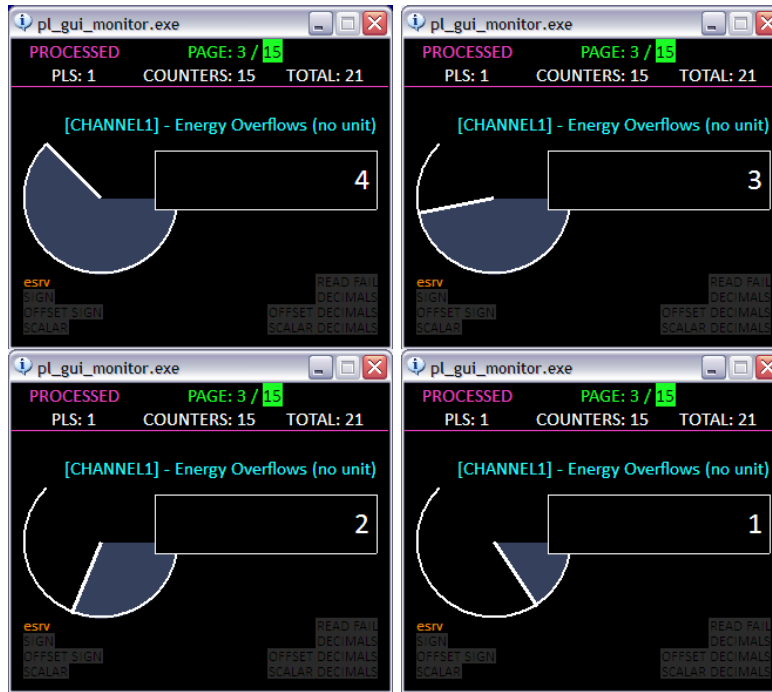 pl_gui_monitor.exe
PROCESSED PAGE: 3 / 15
PLS: 1 COUNTERS: 15 TOTAL: 21
[CHANNEL1] - Energy Overflows (no unit)
4
esrv READ FAIL
SIGN DECIMALS
OFFSET SIGN OFFSET DECIMALS
SCALAR SCALAR DECIMALS
pl_gui_monitor.exe
PROCESSED PAGE: 3 / 15
PLS: 1 COUNTERS: 15 TOTAL: 21
[CHANNEL1] - Energy Overflows (no unit)
3
esrv READ FAIL
SIGN DECIMALS
OFFSET SIGN OFFSET DECIMALS
SCALAR SCALAR DECIMALS
pl_gui_monitor.exe
PROCESSED PAGE: 3 / 15
PLS: 1 COUNTERS: 15 TOTAL: 21
[CHANNEL1] - Energy Overflows (no unit)
2
esrv READ FAIL
SIGN DECIMALS
OFFSET SIGN OFFSET DECIMALS
SCALAR SCALAR DECIMALS
pl_gui_monitor.exe
PROCESSED PAGE: 3 / 15
PLS: 1 COUNTERS: 15 TOTAL: 21
[CHANNEL1] - Energy Overflows (no unit)
1
esrv READ FAIL
SIGN DECIMALS
OFFSET SIGN OFFSET DECIMALS
SCALAR SCALAR DECIMALS